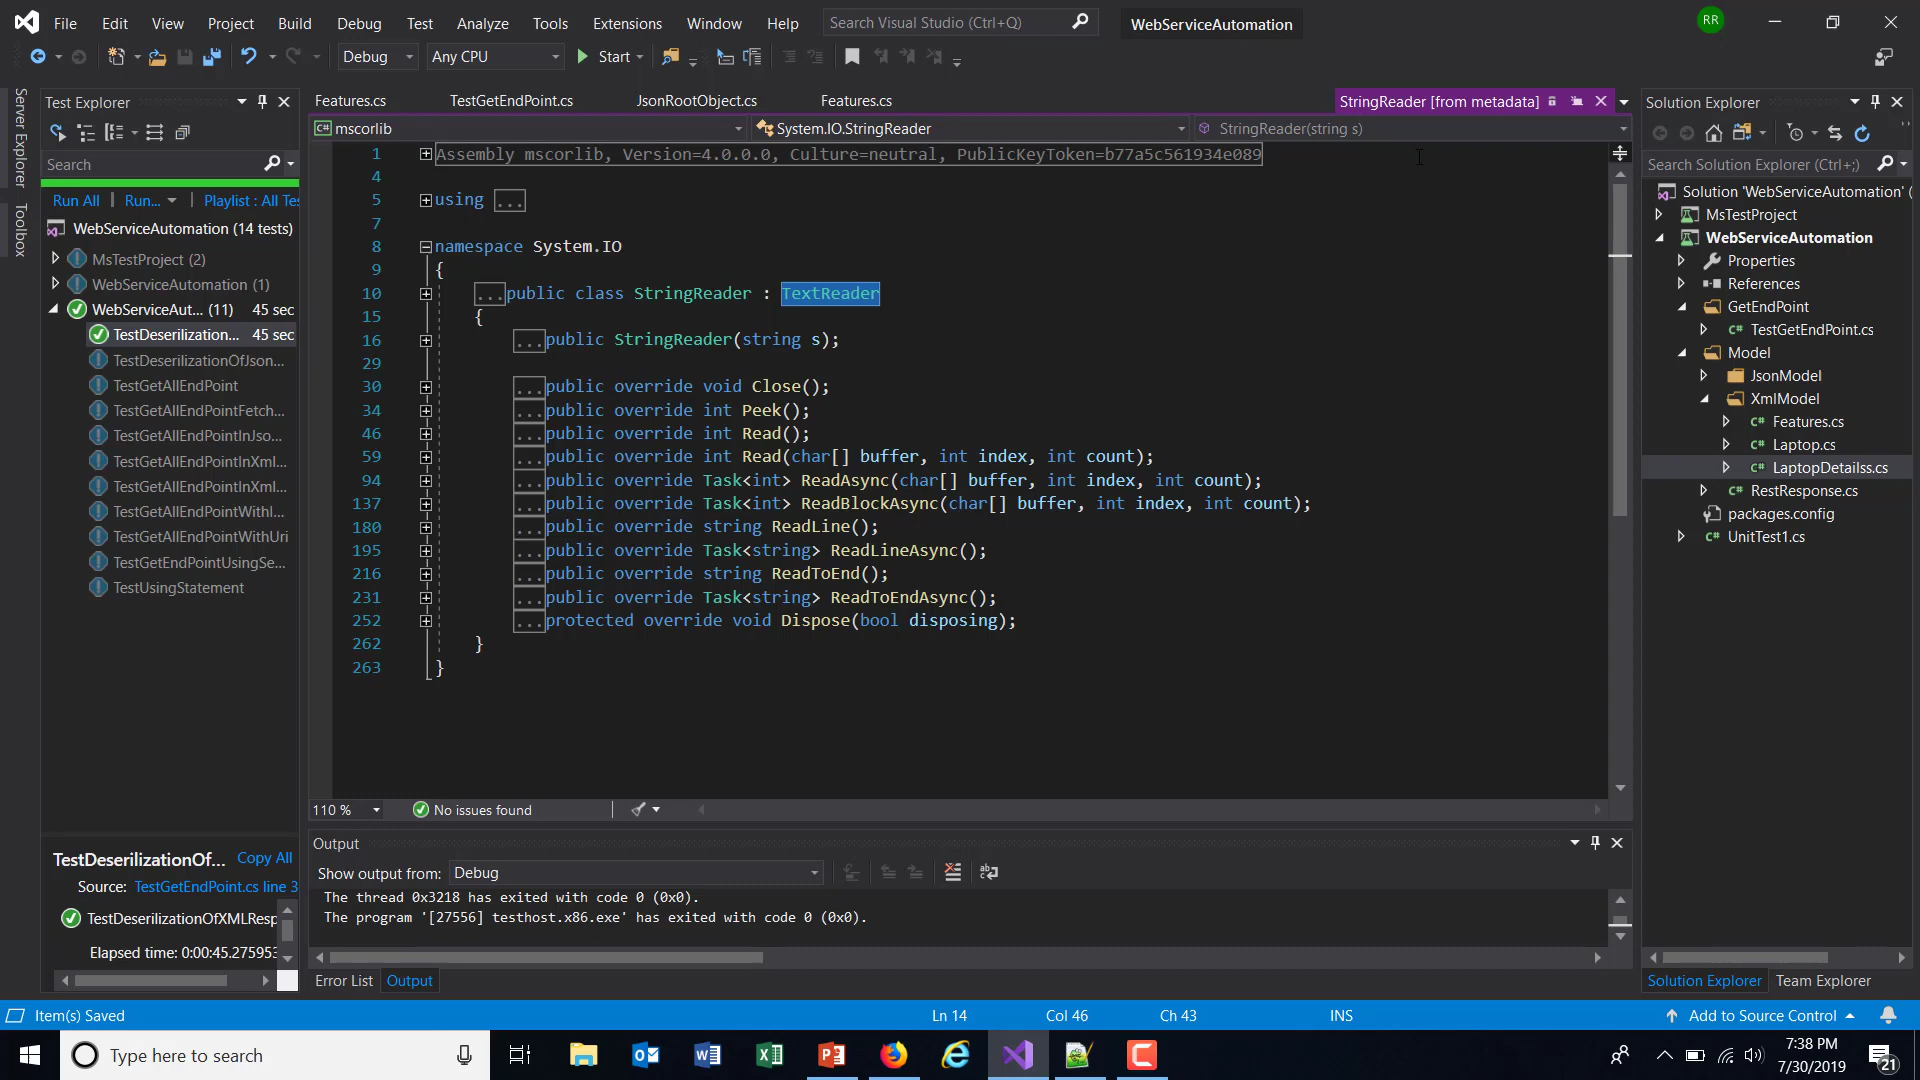 File Edit View Project Build Debug Test Analyze Tools Extensions Window Help Search Visual Studio (Ctrl+Q) WebServiceAutomation RR
Debug Any CPU Start
Server Explorer
Toolbox
Test Explorer
Search
Run All Run... Playlist : All Te
WebServiceAutomation (14 tests)
MsTestProject (2)
WebServiceAutomation (1)
WebServiceAut... (11) 45 sec
TestDeserilization... 45 sec
TestDeserilizationOfJson...
TestGetAllEndPoint
TestGetAllEndPointFetch...
TestGetAllEndPointInJso...
TestGetAllEndPointInXml...
TestGetAllEndPointInXml...
TestGetAllEndPointWithI...
TestGetAllEndPointWithUri
TestGetEndPointUsingSe...
TestUsingStatement
TestDeserilizationOf... Copy All
Source: TestGetEndPoint.cs line 3
TestDeserilizationOfXMLResp
Elapsed time: 0:00:45.275953
Features.cs TestGetEndPoint.cs JsonRootObject.cs Features.cs StringReader [from metadata]
C# mscorlib System.IO.StringReader StringReader(string s)
1 Assembly mscorlib, Version=4.0.0.0, Culture=neutral, PublicKeyToken=b77a5c561934e089
4
5 using ...
7
8 namespace System.IO
9 {
10 ...public class StringReader : TextReader
15 {
16 ...public StringReader(string s);
29
30 ...public override void Close();
34 ...public override int Peek();
46 ...public override int Read();
59 ...public override int Read(char[] buffer, int index, int count);
94 ...public override Task<int> ReadAsync(char[] buffer, int index, int count);
137 ...public override Task<int> ReadBlockAsync(char[] buffer, int index, int count);
180 ...public override string ReadLine();
195 ...public override Task<string> ReadLineAsync();
216 ...public override string ReadToEnd();
231 ...public override Task<string> ReadToEndAsync();
252 ...protected override void Dispose(bool disposing);
262 }
263 }
110 % No issues found
Output
Show output from: Debug
The thread 0x3218 has exited with code 0 (0x0).
The program '[27556] testhost.x86.exe' has exited with code 0 (0x0).
Error List Output
Solution Explorer
Search Solution Explorer (Ctrl+;)
Solution 'WebServiceAutomation' (
MsTestProject
WebServiceAutomation
Properties
References
GetEndPoint
C# TestGetEndPoint.cs
Model
JsonModel
XmlModel
C# Features.cs
C# Laptop.cs
C# LaptopDetailss.cs
C# RestResponse.cs
packages.config
C# UnitTest1.cs
Solution Explorer Team Explorer
Item(s) Saved Ln 14 Col 46 Ch 43 INS Add to Source Control
Type here to search
7:38 PM
7/30/2019
21